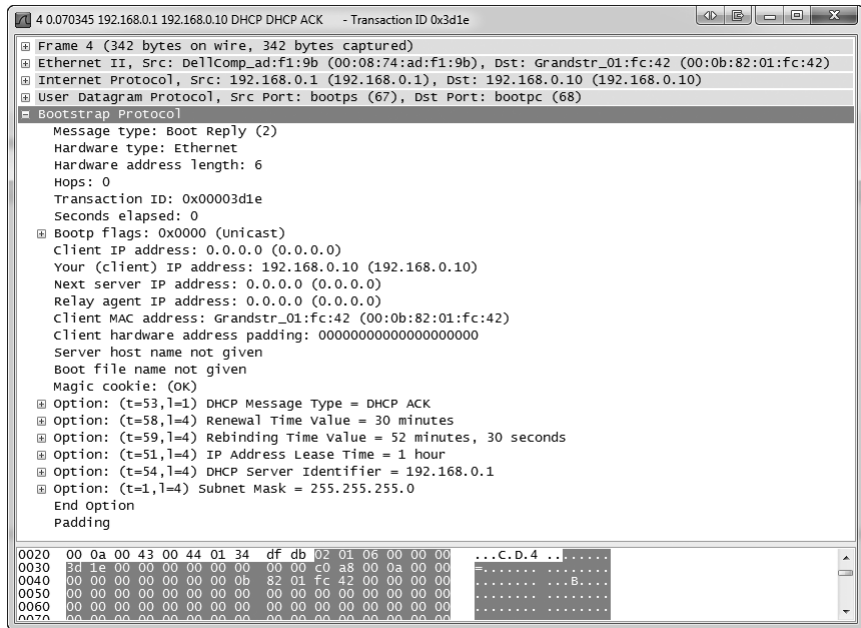 4 0.070345 192.168.0.1 192.168.0.10 DHCP DHCP ACK - Transaction ID 0x3d1e
Frame 4 (342 bytes on wire, 342 bytes captured)
Ethernet II, Src: DellComp_ad:f1:9b (00:08:74:ad:f1:9b), Dst: Grandstr_01:fc:42 (00:0b:82:01:fc:42)
Internet Protocol, Src: 192.168.0.1 (192.168.0.1), Dst: 192.168.0.10 (192.168.0.10)
User Datagram Protocol, Src Port: bootps (67), Dst Port: bootpc (68)
Bootstrap Protocol
Message type: Boot Reply (2)
Hardware type: Ethernet
Hardware address length: 6
Hops: 0
Transaction ID: 0x00003d1e
Seconds elapsed: 0
Bootp flags: 0x0000 (Unicast)
Client IP address: 0.0.0.0 (0.0.0.0)
Your (client) IP address: 192.168.0.10 (192.168.0.10)
Next server IP address: 0.0.0.0 (0.0.0.0)
Relay agent IP address: 0.0.0.0 (0.0.0.0)
Client MAC address: Grandstr_01:fc:42 (00:0b:82:01:fc:42)
Client hardware address padding: 00000000000000000000
Server host name not given
Boot file name not given
Magic cookie: (OK)
Option: (t=53,l=1) DHCP Message Type = DHCP ACK
Option: (t=58,l=4) Renewal Time Value = 30 minutes
Option: (t=59,l=4) Rebinding Time Value = 52 minutes, 30 seconds
Option: (t=51,l=4) IP Address Lease Time = 1 hour
Option: (t=54,l=4) DHCP Server Identifier = 192.168.0.1
Option: (t=1,l=4) Subnet Mask = 255.255.255.0
End Option
Padding
0020 00 0a 00 43 00 44 01 34 df db 02 01 06 00 00 00 ...C.D.4 ........
0030 3d 1e 00 00 00 00 00 00 00 00 c0 a8 00 0a 00 00 =....... ........
0040 00 00 00 00 00 00 00 0b 82 01 fc 42 00 00 00 00 ........ ...B....
0050 00 00 00 00 00 00 00 00 00 00 00 00 00 00 00 00 ........ ........
0060 00 00 00 00 00 00 00 00 00 00 00 00 00 00 00 00 ........ ........
0070 00 00 00 00 00 00 00 00 00 00 00 00 00 00 00 00